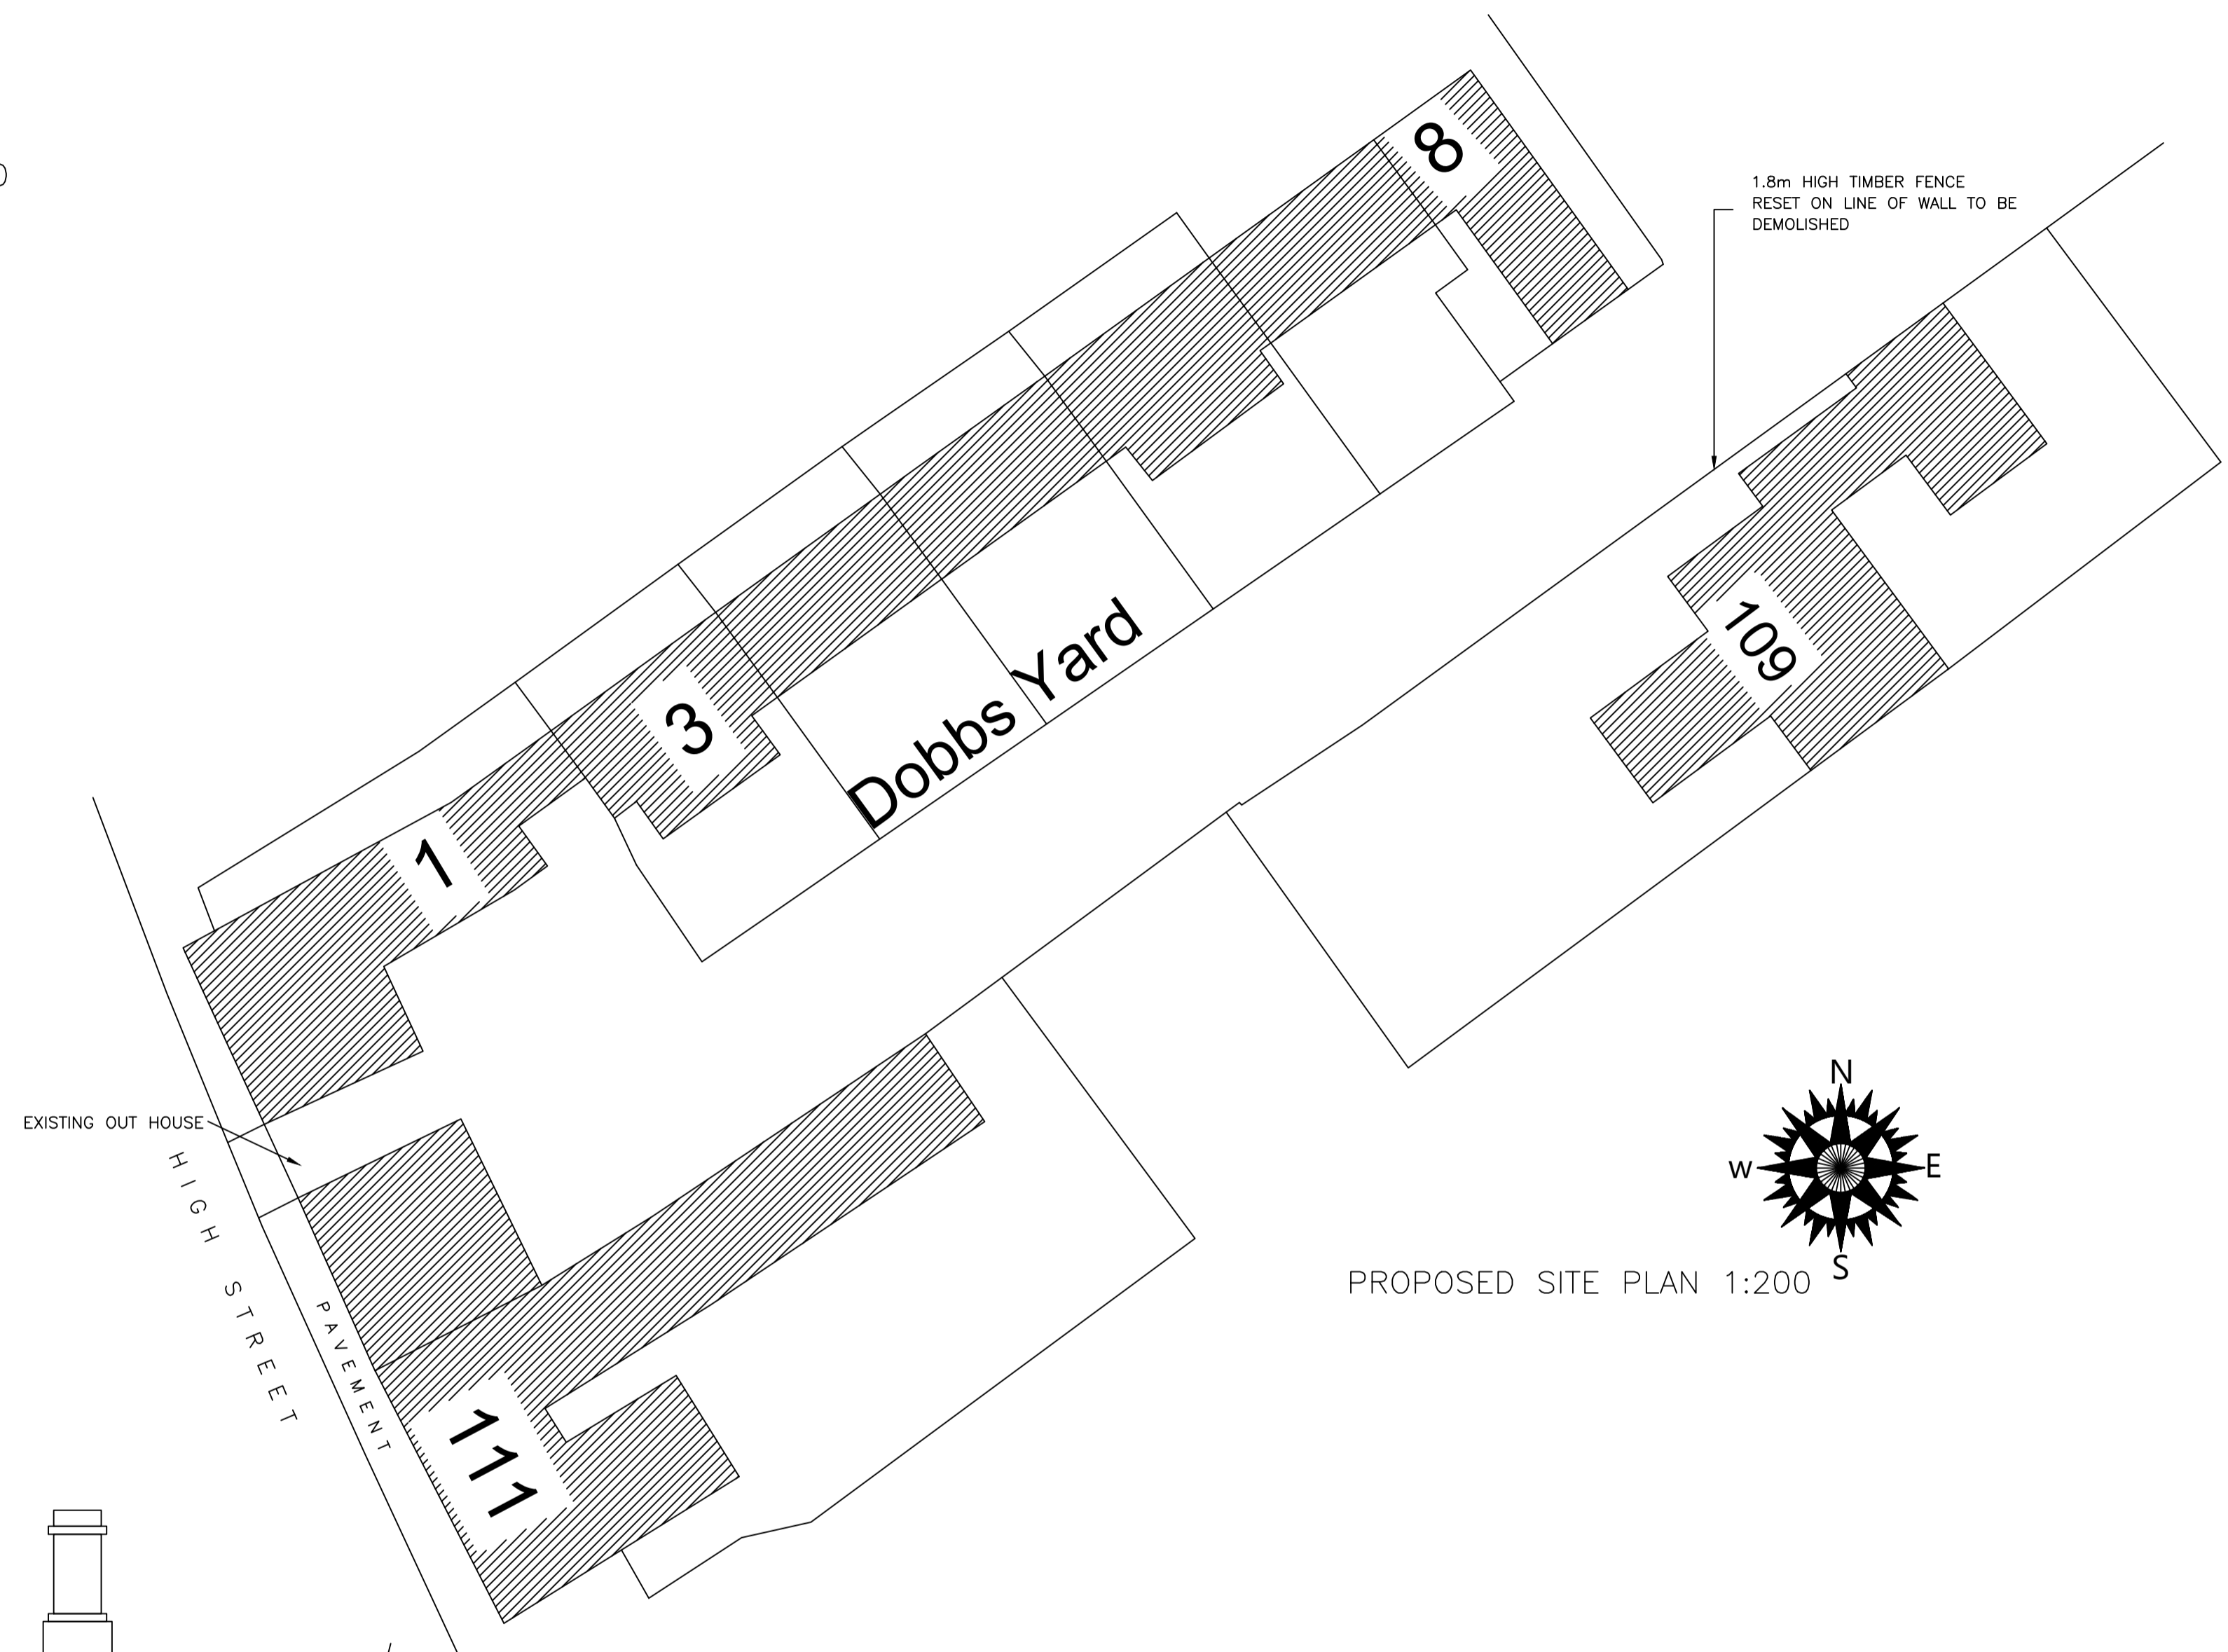 8
1.8m HIGH TIMBER FENCE
RESET ON LINE OF WALL TO BE
DEMOLISHED
109
3
Dobbs Yard
1
EXISTING OUT HOUSE
HIGH STREET
PAVEMENT
111
N
W E
S
PROPOSED SITE PLAN 1:200